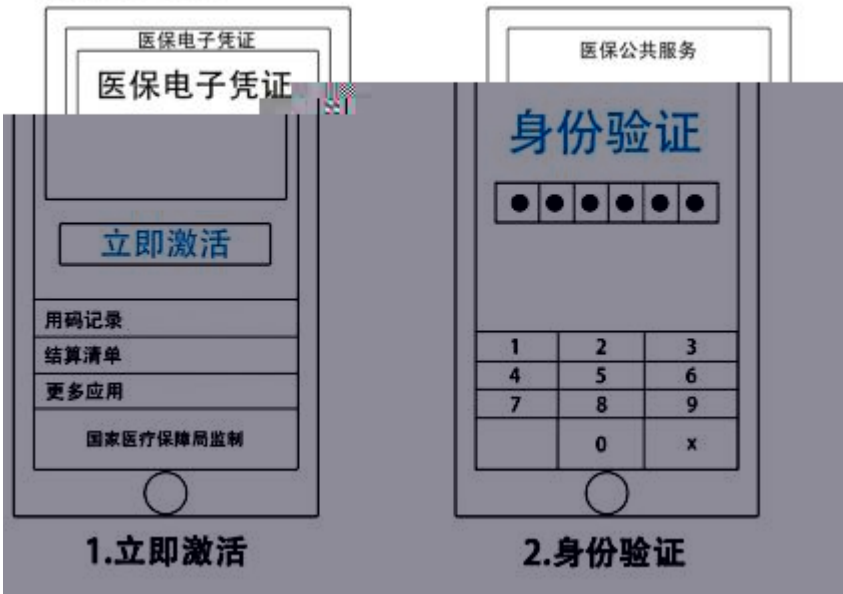 医保电子凭证
医保电子凭证
立即激活
用码记录
结算清单
更多应用
国家医疗保障局监制
1.立即激活
医保公共服务
身份验证
1 2 3
4 5 6
7 8 9
0 x
2.身份验证